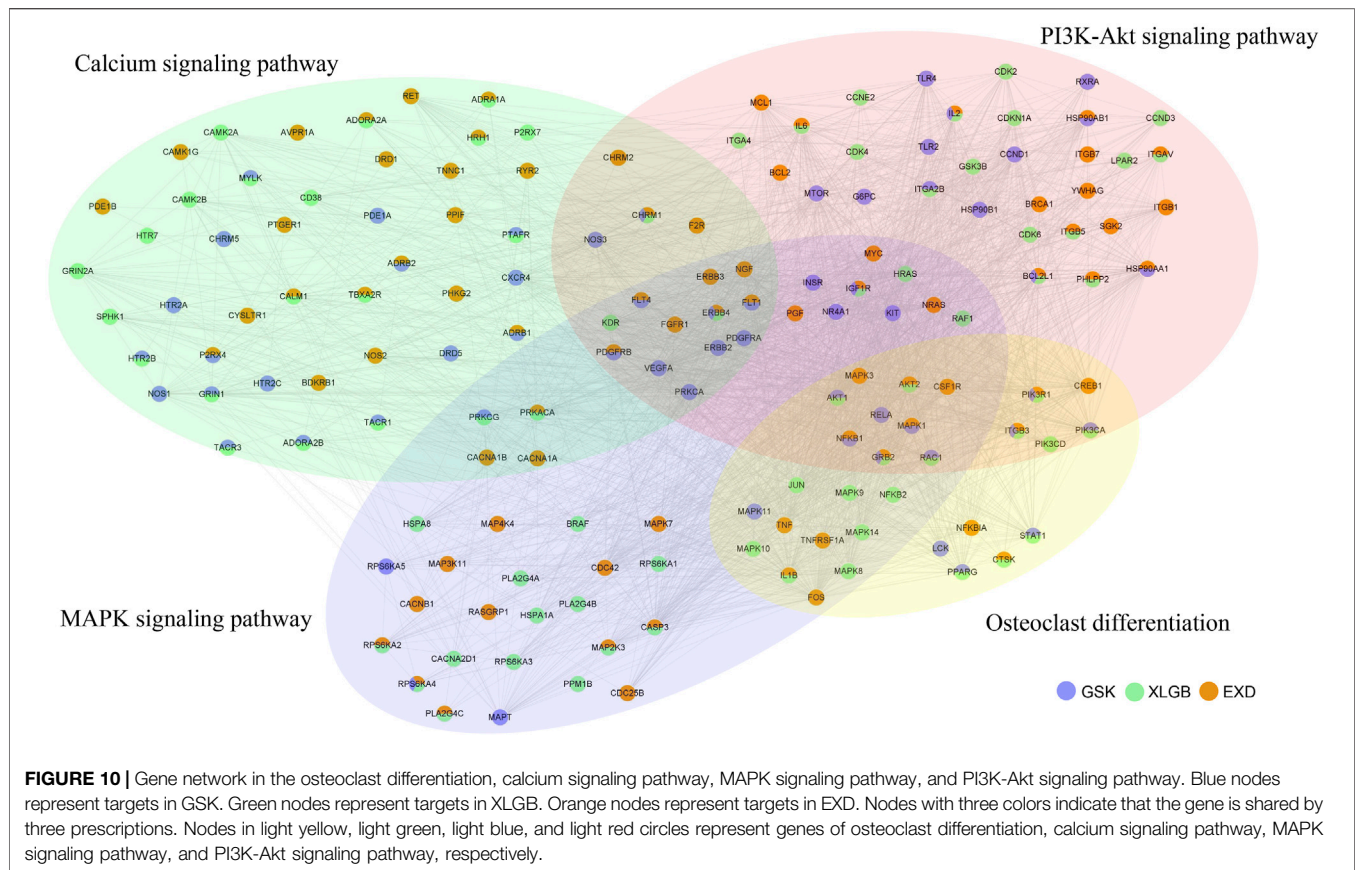 PI3K-Akt signaling pathway
Calcium signaling pathway
TLR4
CDK2
RXRA
RET
ADRA1A
MCL1
CCNE2
IL2
CDKN1A
HSP90AB1
CCND3
ADORA2A
IL6
CAMK2A
AVPR1A
HRH1
P2RX7
ITGA4
CDK4
TLR2
CCND1
ITGB7
ITGAV
CAMK1G
DRD1
TNNC1
RYR2
CHRM2
BCL2
GSK3B
LPAR2
MYLK
MTOR
G6PC
ITGA2B
YWHAG
CAMK2B
CD38
HSP90B1
BRCA1
ITGB1
PDE1B
PDE1A
PPIF
CHRM1
F2R
PTGER1
SGK2
HTR7
CHRM5
PTAFR
NOS3
CDK6
ITGB5
MYC
GRIN2A
ADRB2
CXCR4
ERBB3
NGF
INSR
HRAS
BCL2L1
PHLPP2
HSP90AA1
IGF1R
HTR2A
CALM1
TBXA2R
PHKG2
FLT4
FLT1
NRAS
SPHK1
CYSLTR1
KDR
FGFR1
ERBB4
PGF
NR4A1
KIT
RAF1
ADRB1
PDGFRA
HTR2B
P2RX4
NOS2
DRD5
PDGFRB
ERBB2
VEGFA
NOS1
GRIN1
HTR2C
BDKRB1
PRKCA
MAPK3
AKT2
CSF1R
CREB1
AKT1
PIK3R1
TACR1
PRKCG
PRKACA
RELA
MAPK1
ITGB3
PIK3CA
TACR3
ADORA2B
NFKB1
PIK3CD
CACNA1B
CACNA1A
GRB2
RAC1
JUN
MAPK9
NFKB2
HSPA8
MAP4K4
BRAF
MAPK7
MAPK11
TNF
NFKBIA
TNFRSF1A
MAPK14
STAT1
MAPK10
LCK
CTSK
RPS6KA5
MAP3K11
CDC42
RPS6KA1
IL1B
MAPK8
PPARG
PLA2G4A
FOS
CACNB1
RASGRP1
HSPA1A
PLA2G4B
MAPK signaling pathway
Osteoclast differentiation
CASP3
RPS6KA2
MAP2K3
CACNA2D1
RPS6KA3
RPS6KA4
PPM1B
CDC25B
PLA2G4C
MAPT
GSK XLGB EXD
FIGURE 10 | Gene network in the osteoclast differentiation, calcium signaling pathway, MAPK signaling pathway, and PI3K-Akt signaling pathway. Blue nodes
represent targets in GSK. Green nodes represent targets in XLGB. Orange nodes represent targets in EXD. Nodes with three colors indicate that the gene is shared by
three prescriptions. Nodes in light yellow, light green, light blue, and light red circles represent genes of osteoclast differentiation, calcium signaling pathway, MAPK
signaling pathway, and PI3K-Akt signaling pathway, respectively.